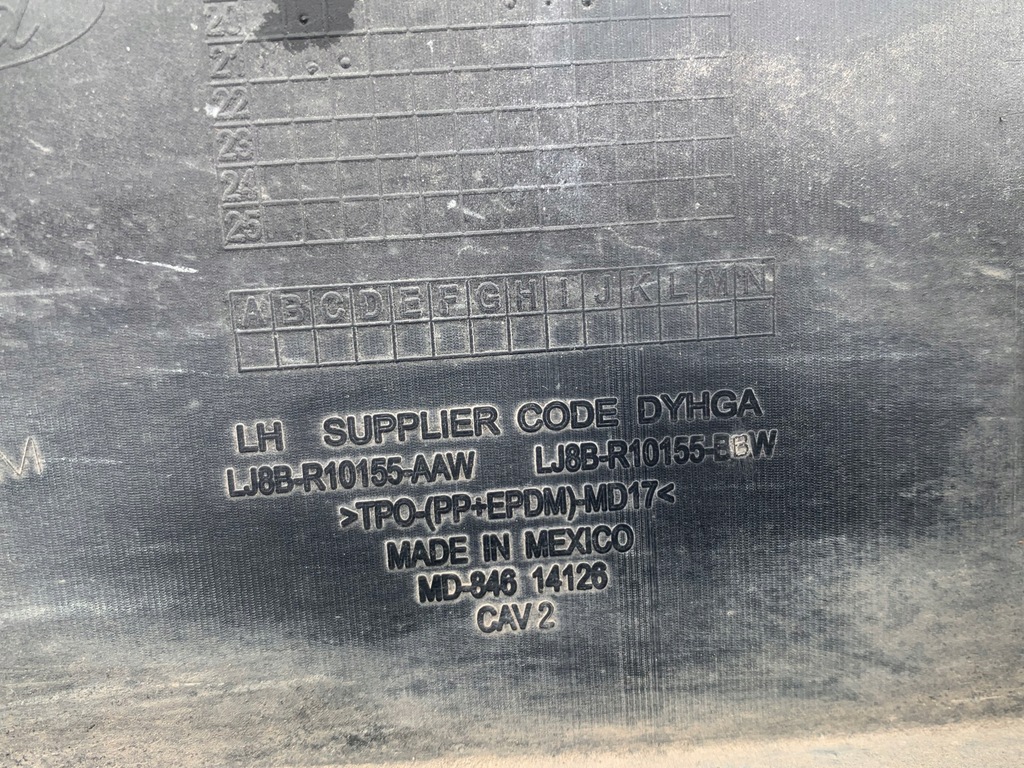 20
21
22
23
24
25
A B C D E F G H I J K L M N
LH SUPPLIER CODE DYHGA
LJ8B-R10155-AAW LJ8B-R10155-BBW
>TPO-(PP+EPDM)-MD17<
MADE IN MEXICO
MD-846 14126
CAV 2
M